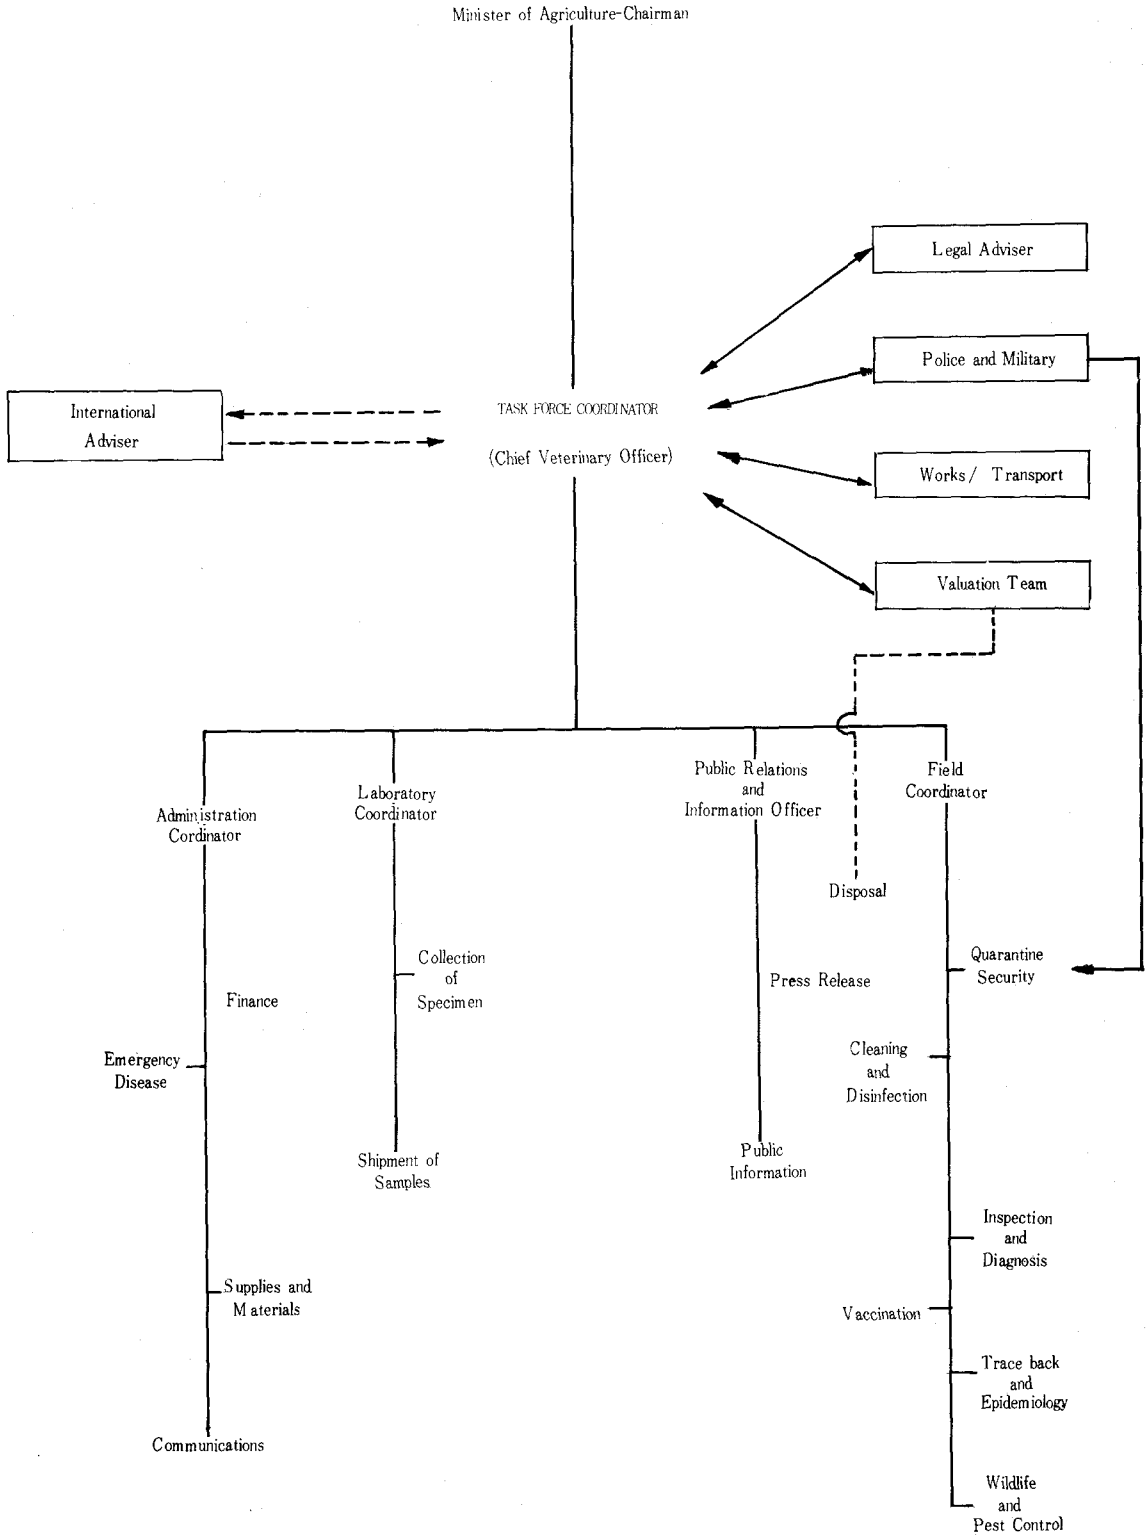 Minister of Agriculture-Chairman
Legal Adviser
Police and Military
International
Adviser
TASK FORCE COORDINATOR
(Chief Veterinary Officer)
Works/ Transport
Valuation Team
Administration
Cordinator
Laboratory
Coordinator
Public Relations
and
Information Officer
Field
Coordinator
Disposal
Finance
Emergency
Disease
Supplies and
Materials
Communications
Collection
of
Specimen
Shipment of
Samples
Press Release
Public
Information
Quarantine
Security
Cleaning
and
Disinfection
Inspection
and
Diagnosis
Vaccination
Trace back
and
Epidemiology
Wildlife
and
Pest Control